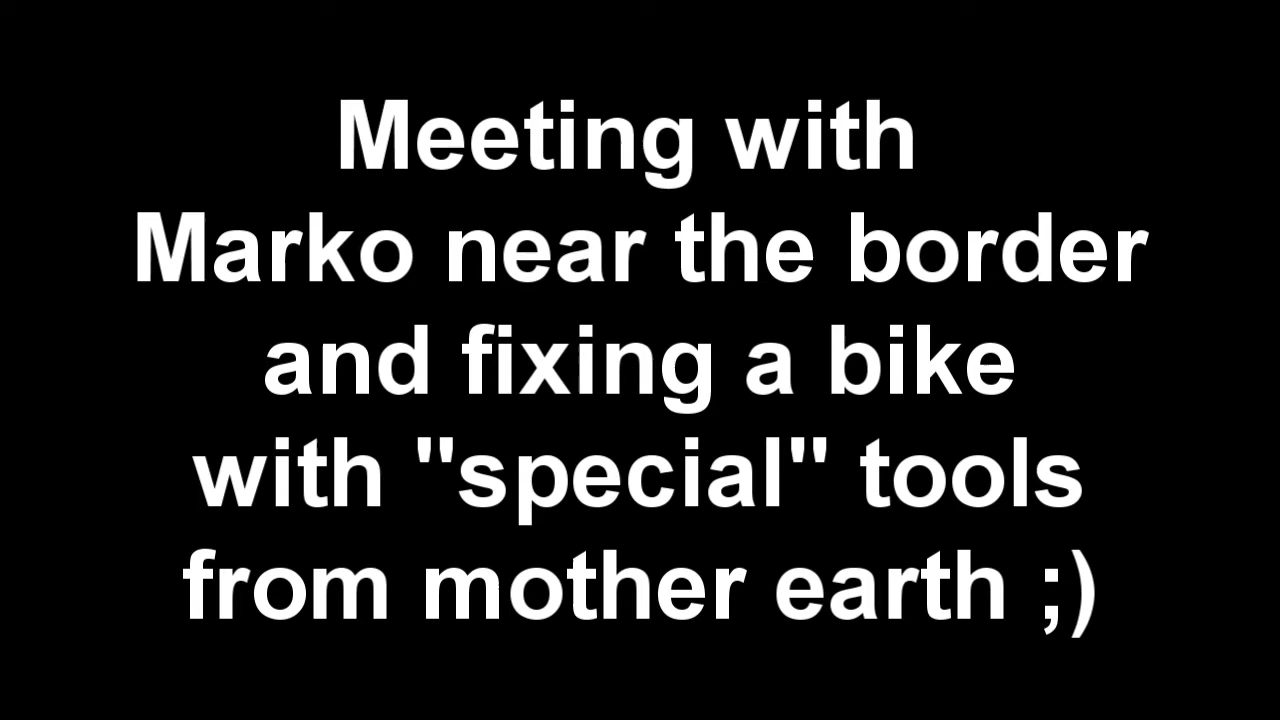 Meeting with
Marko near the border
and fixing a bike
with "special" tools
from mother earth ;)